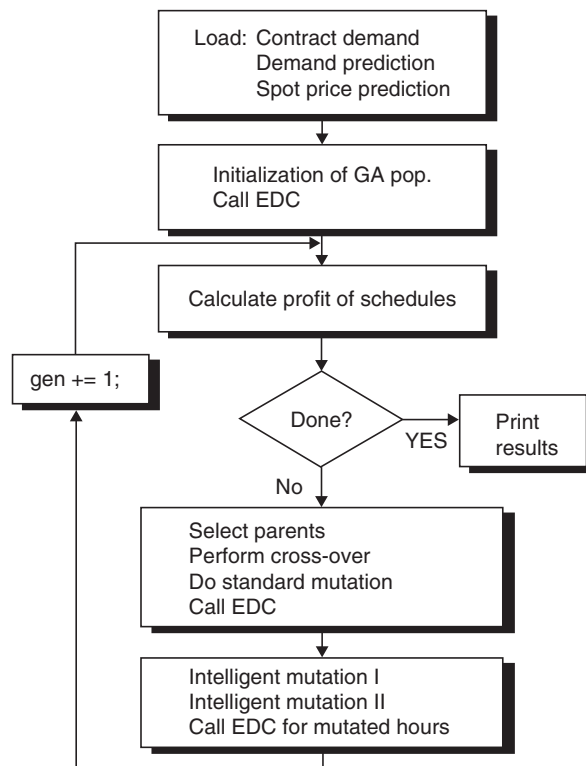 Load: Contract demand
Demand prediction
Spot price prediction
Initialization of GA pop.
Call EDC
Calculate profit of schedules
gen += 1;
Done?
YES
Print
results
No
Select parents
Perform cross-over
Do standard mutation
Call EDC
Intelligent mutation I
Intelligent mutation II
Call EDC for mutated hours